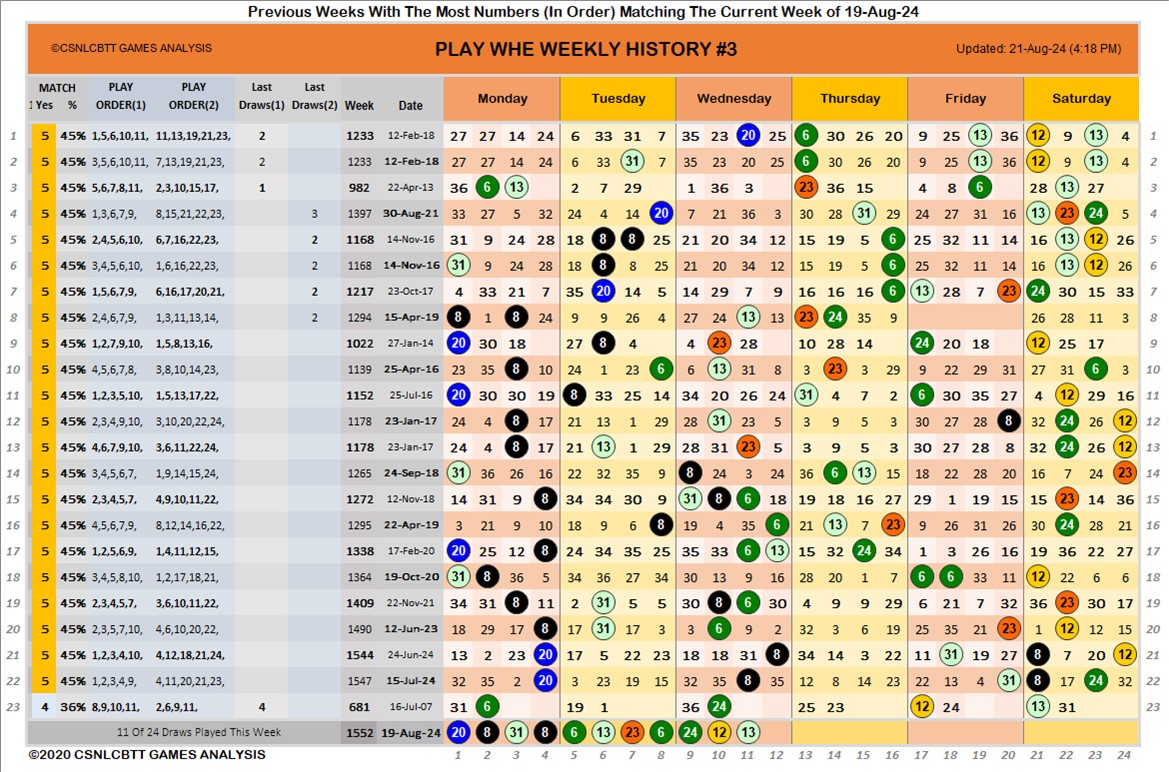 Previous Weeks With The Most Numbers (In Order) Matching The Current Week of 19-Aug-24
©CSNLCBTT GAMES ANALYSIS PLAY WHE WEEKLY HISTORY #3 Updated: 21-Aug-24 (4:18 PM)
MATCH PLAY PLAY Last Last
1 Yes % ORDER(1) ORDER(2) Draws(1) Draws(2) Week Date Monday Tuesday Wednesday Thursday Friday Saturday
1 5 45% 1,5,6,10,11, 11,13,19,21,23, 2 1233 12-Feb-18 27 27 14 24 6 33 31 7 35 23 20 25 6 30 26 20 9 25 13 36 12 9 23 4 1
2 5 45% 3,5,6,10,11, 7,13,19,21,23, 2 1233 12-Feb-18 27 27 14 24 6 33 31 7 35 23 20 25 6 30 26 20 9 25 13 36 12 9 23 4 2
3 5 45% 5,6,7,8,11, 2,3,10,15,17, 1 982 22-Apr-13 36 6 13 2 7 29 1 36 3 23 36 15 4 8 6 28 13 27 3
4 5 45% 1,3,6,7,9, 8,15,21,22,23, 3 1397 30-Aug-21 33 27 5 32 24 4 14 20 7 21 36 3 30 28 31 29 24 27 31 16 13 23 24 5 4
5 5 45% 2,4,5,6,10, 6,7,16,22,23, 2 1168 14-Nov-16 31 9 24 28 18 8 8 25 21 20 34 12 15 19 5 6 25 32 11 14 16 13 12 26 5
6 5 45% 3,4,5,6,10, 1,6,16,22,23, 2 1168 14-Nov-16 31 9 24 28 18 8 8 25 21 20 34 12 15 19 5 6 25 32 11 14 16 13 12 26 6
7 5 45% 1,5,6,7,9, 6,16,17,20,21, 2 1217 23-Oct-17 4 33 21 7 35 20 14 5 14 29 7 9 16 16 16 6 13 28 7 23 24 30 15 33 7
8 5 45% 2,4,6,7,9, 1,3,11,13,14, 2 1294 15-Apr-19 8 1 8 24 9 9 26 4 27 24 13 13 23 24 35 9 26 28 11 3 8
9 5 45% 1,2,7,9,10, 1,5,8,13,16, 1022 27-Jan-14 20 30 18 27 8 4 4 23 28 10 28 14 24 20 18 12 25 17 9
10 5 45% 4,5,6,7,8, 3,8,10,14,23, 1139 25-Apr-16 23 35 8 10 24 1 23 6 6 13 31 8 3 23 3 29 9 22 29 31 27 31 6 3 10
11 5 45% 1,2,3,5,10, 1,5,13,17,22, 1152 25-Jul-16 20 30 30 19 8 33 25 14 34 20 26 24 31 4 7 2 6 30 35 27 4 12 29 16 11
12 5 45% 2,3,4,9,10, 3,10,20,22,24, 1178 23-Jan-17 24 4 8 17 21 13 1 29 28 31 23 5 3 9 5 3 30 27 28 8 32 24 26 12 12
13 5 45% 4,6,7,9,10, 3,6,11,22,24, 1178 23-Jan-17 24 4 8 17 21 13 1 29 28 31 23 5 3 9 5 3 30 27 28 8 32 24 26 12 13
14 5 45% 3,4,5,6,7, 1,9,14,15,24, 1265 24-Sep-18 31 36 26 16 22 32 35 9 8 24 3 24 36 6 13 15 18 22 28 20 16 7 24 23 14
15 5 45% 2,3,4,5,7, 4,9,10,11,22, 1272 12-Nov-18 14 31 9 8 34 34 30 9 31 8 6 18 19 18 16 27 29 1 19 15 15 23 14 36 15
16 5 45% 4,5,6,7,9, 8,12,14,16,22, 1295 22-Apr-19 3 21 9 10 18 9 6 8 19 4 35 6 21 13 7 23 9 26 31 26 30 24 28 21 16
17 5 45% 1,2,5,6,9, 1,4,11,12,15, 1338 17-Feb-20 20 25 12 8 24 34 35 25 35 33 6 13 15 32 24 34 1 3 26 16 19 36 22 27 17
18 5 45% 3,4,5,8,10, 1,2,17,18,21, 1364 19-Oct-20 31 8 36 5 34 36 27 34 30 13 9 16 28 20 1 7 6 6 33 11 12 22 6 6 18
19 5 45% 2,3,4,5,7, 3,6,10,11,22, 1409 22-Nov-21 34 31 8 11 2 31 5 5 30 8 6 30 4 9 9 29 6 21 7 32 36 23 30 17 19
20 5 45% 2,3,5,7,10, 4,6,10,20,22, 1490 12-Jun-23 18 29 17 8 17 31 17 3 3 6 9 2 32 3 6 19 25 35 21 23 1 12 12 15 20
21 5 45% 1,2,3,4,10, 4,12,18,21,24, 1544 24-Jun-24 13 2 23 20 17 5 22 23 18 18 31 8 34 14 3 22 11 31 19 27 8 7 20 12 21
22 5 45% 1,2,3,4,9, 4,11,20,21,23, 1547 15-Jul-24 32 35 2 20 3 23 19 15 32 35 8 35 12 8 14 23 22 13 4 31 8 17 24 32 22
23 4 36% 8,9,10,11, 2,6,9,11, 4 681 16-Jul-07 31 6 19 1 36 24 25 23 12 24 13 31 23
11 Of 24 Draws Played This Week 1552 19-Aug-24 20 8 31 8 6 13 23 6 24 12 13
©2020 CSNLCBTT GAMES ANALYSIS 1 2 3 4 5 6 7 8 9 10 11 12 13 14 15 16 17 18 19 20 21 22 23 24